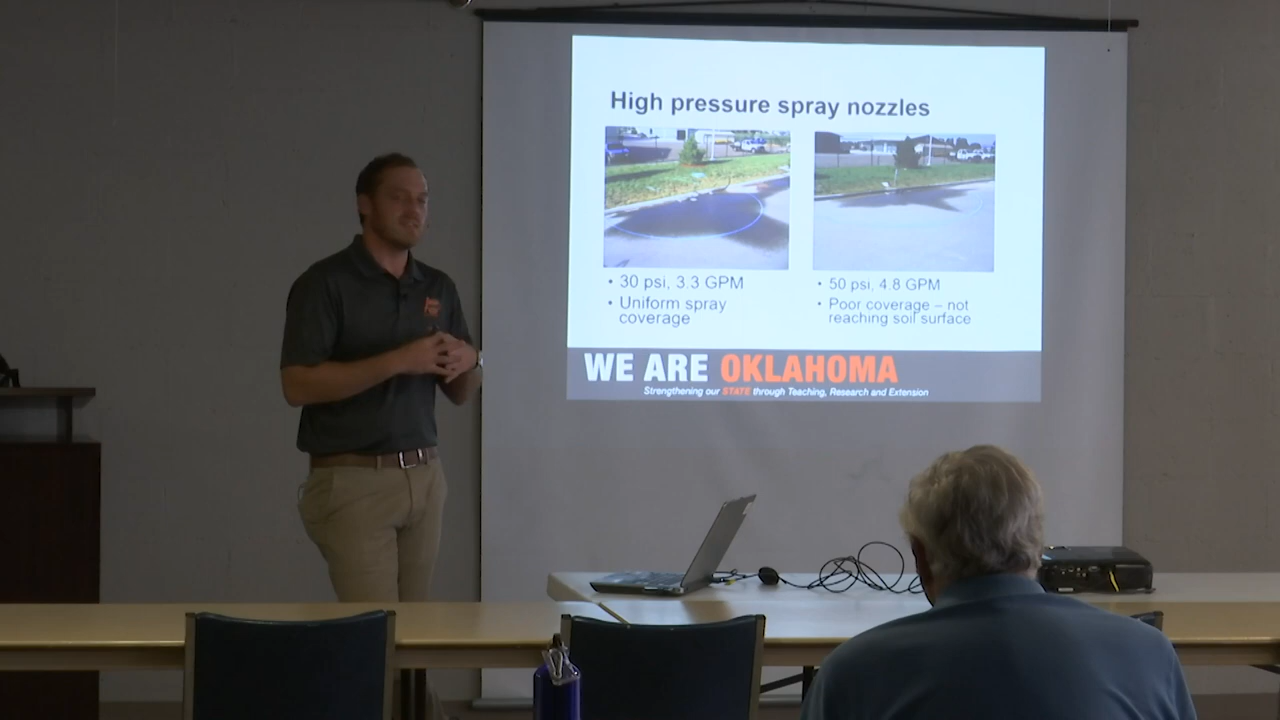 High pressure spray nozzles
• 30 psi, 3.3 GPM
• Uniform spray
coverage
• 50 psi, 4.8 GPM
• Poor coverage – not
reaching soil surface
WE ARE OKLAHOMA
Strengthening our STATE through Teaching, Research and Extension